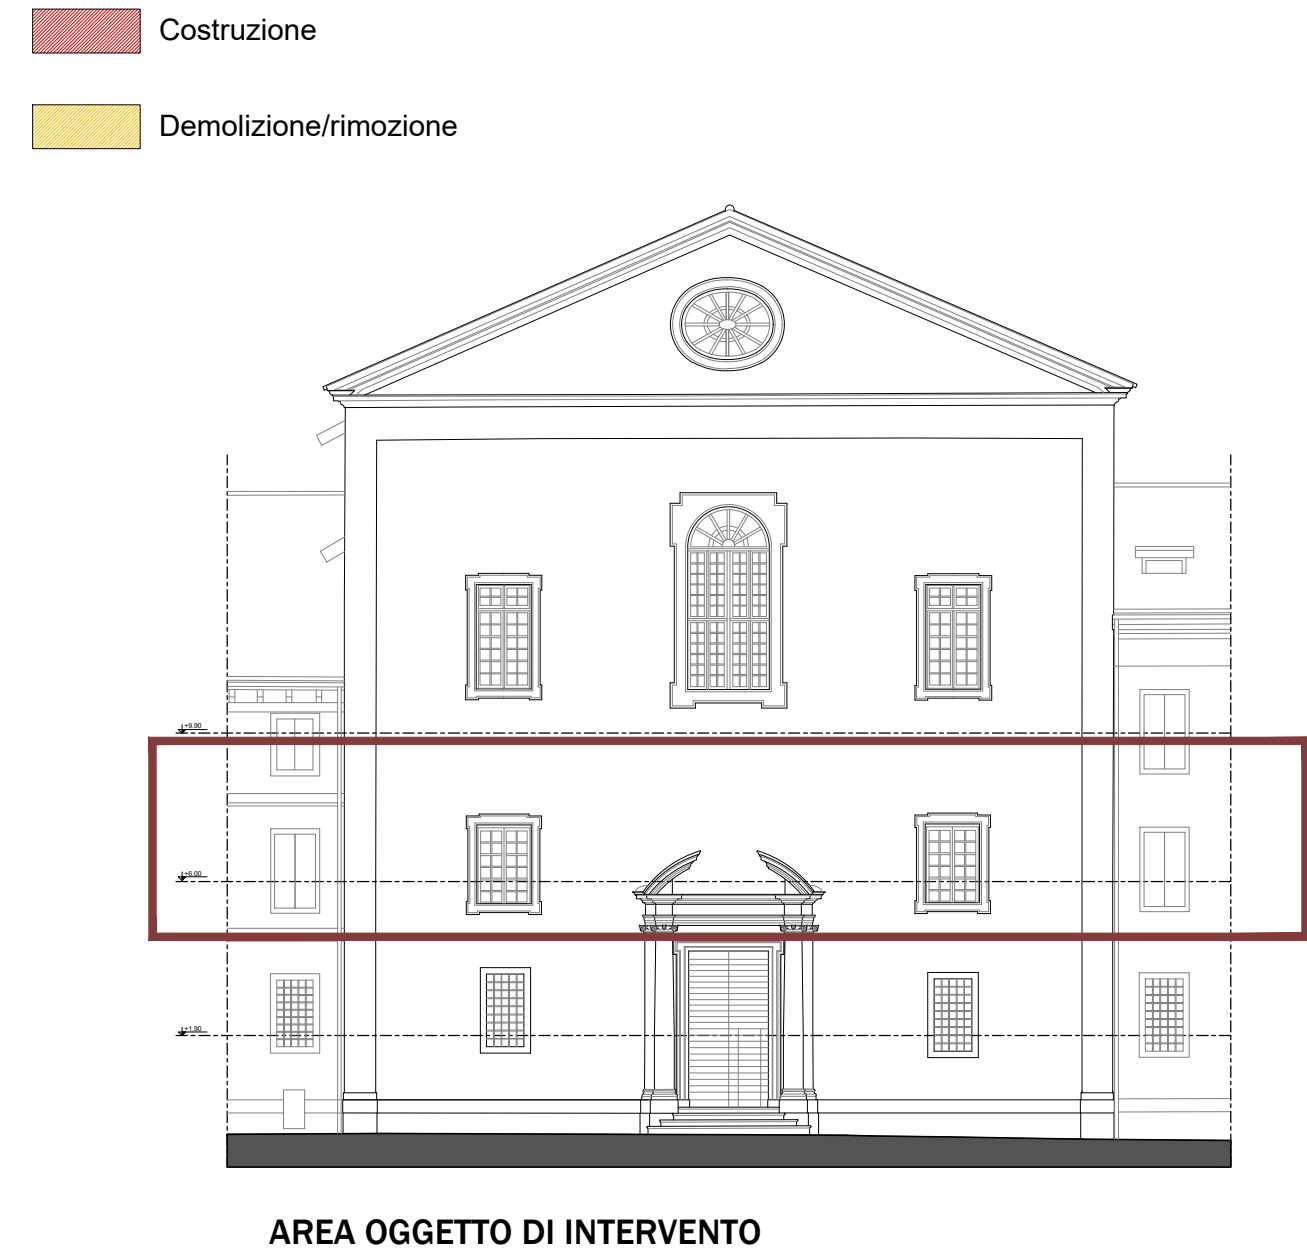 Costruzione
Demolizione/rimozione
+9.90
+6.00
+1.90
AREA OGGETTO DI INTERVENTO